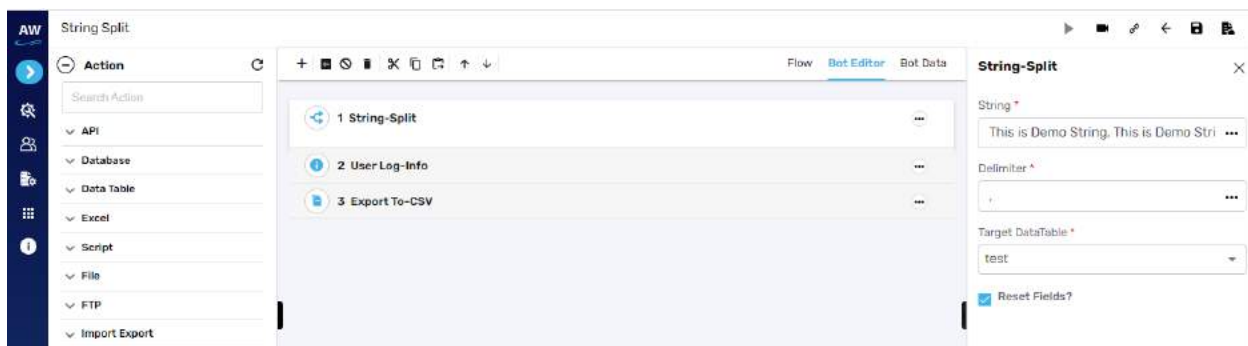 AW
String Split
Action
Search Action
API
Database
Data Table
Excel
Script
File
FTP
Import Export
Flow Bot Editor Bot Data
1 String-Split
2 User Log-Info
3 Export To-CSV
String-Split
String *
This is Demo String, This is Demo Stri
Delimiter *
,
Target DataTable *
test
Reset Fields?